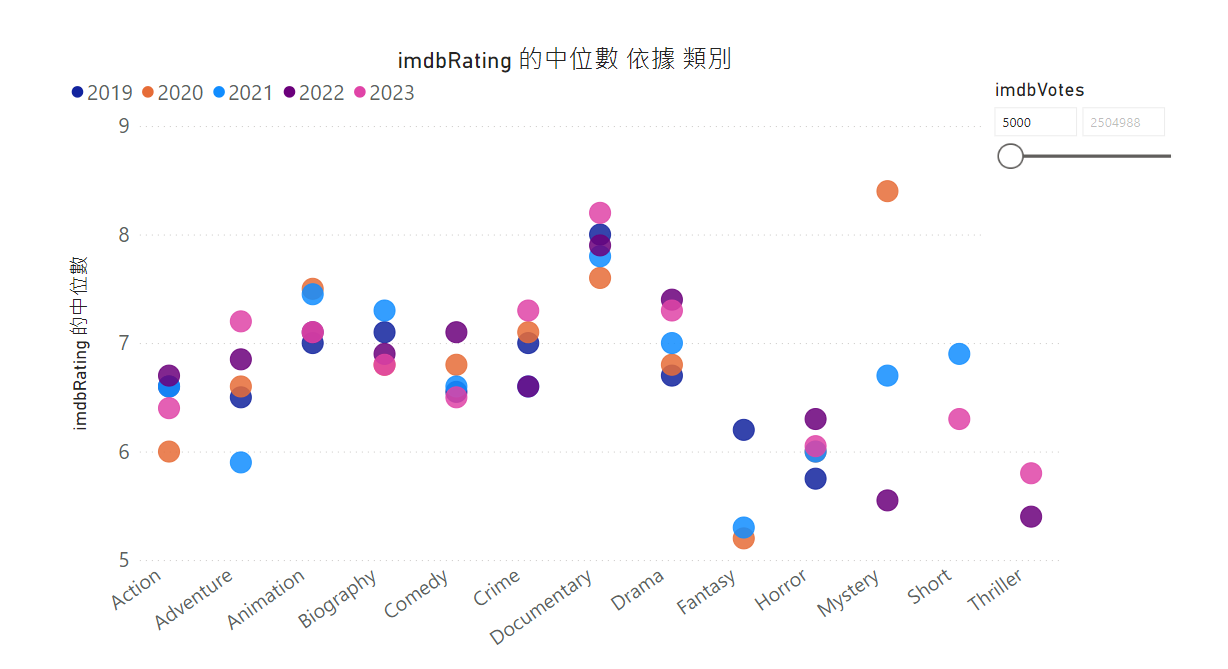 imdbRating 的中位數 依據 類別
2019 2020 2021 2022 2023
imdbVotes
5000 2504988
9
8
7
6
5
imdbRating 的中位數
Action Adventure Animation Biography Comedy Crime Documentary Drama Fantasy Horror Mystery Short Thriller